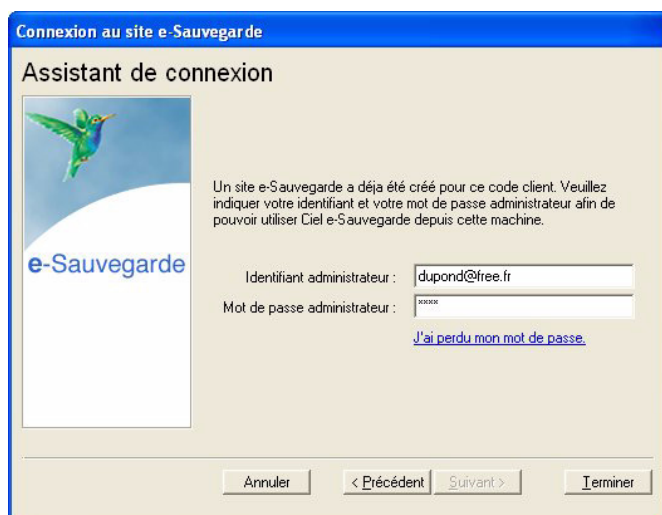 Connexion au site e-Sauvegarde
Assistant de connexion
Un site e-Sauvegarde a déja été créé pour ce code client. Veuillez
indiquer votre identifiant et votre mot de passe administrateur afin de
pouvoir utiliser Ciel e-Sauvegarde depuis cette machine.
e-Sauvegarde
Identifiant administrateur :
dupond@free.fr
Mot de passe administrateur :
****
J'ai perdu mon mot de passe.
Annuler
< Précédent
Suivant >
Terminer